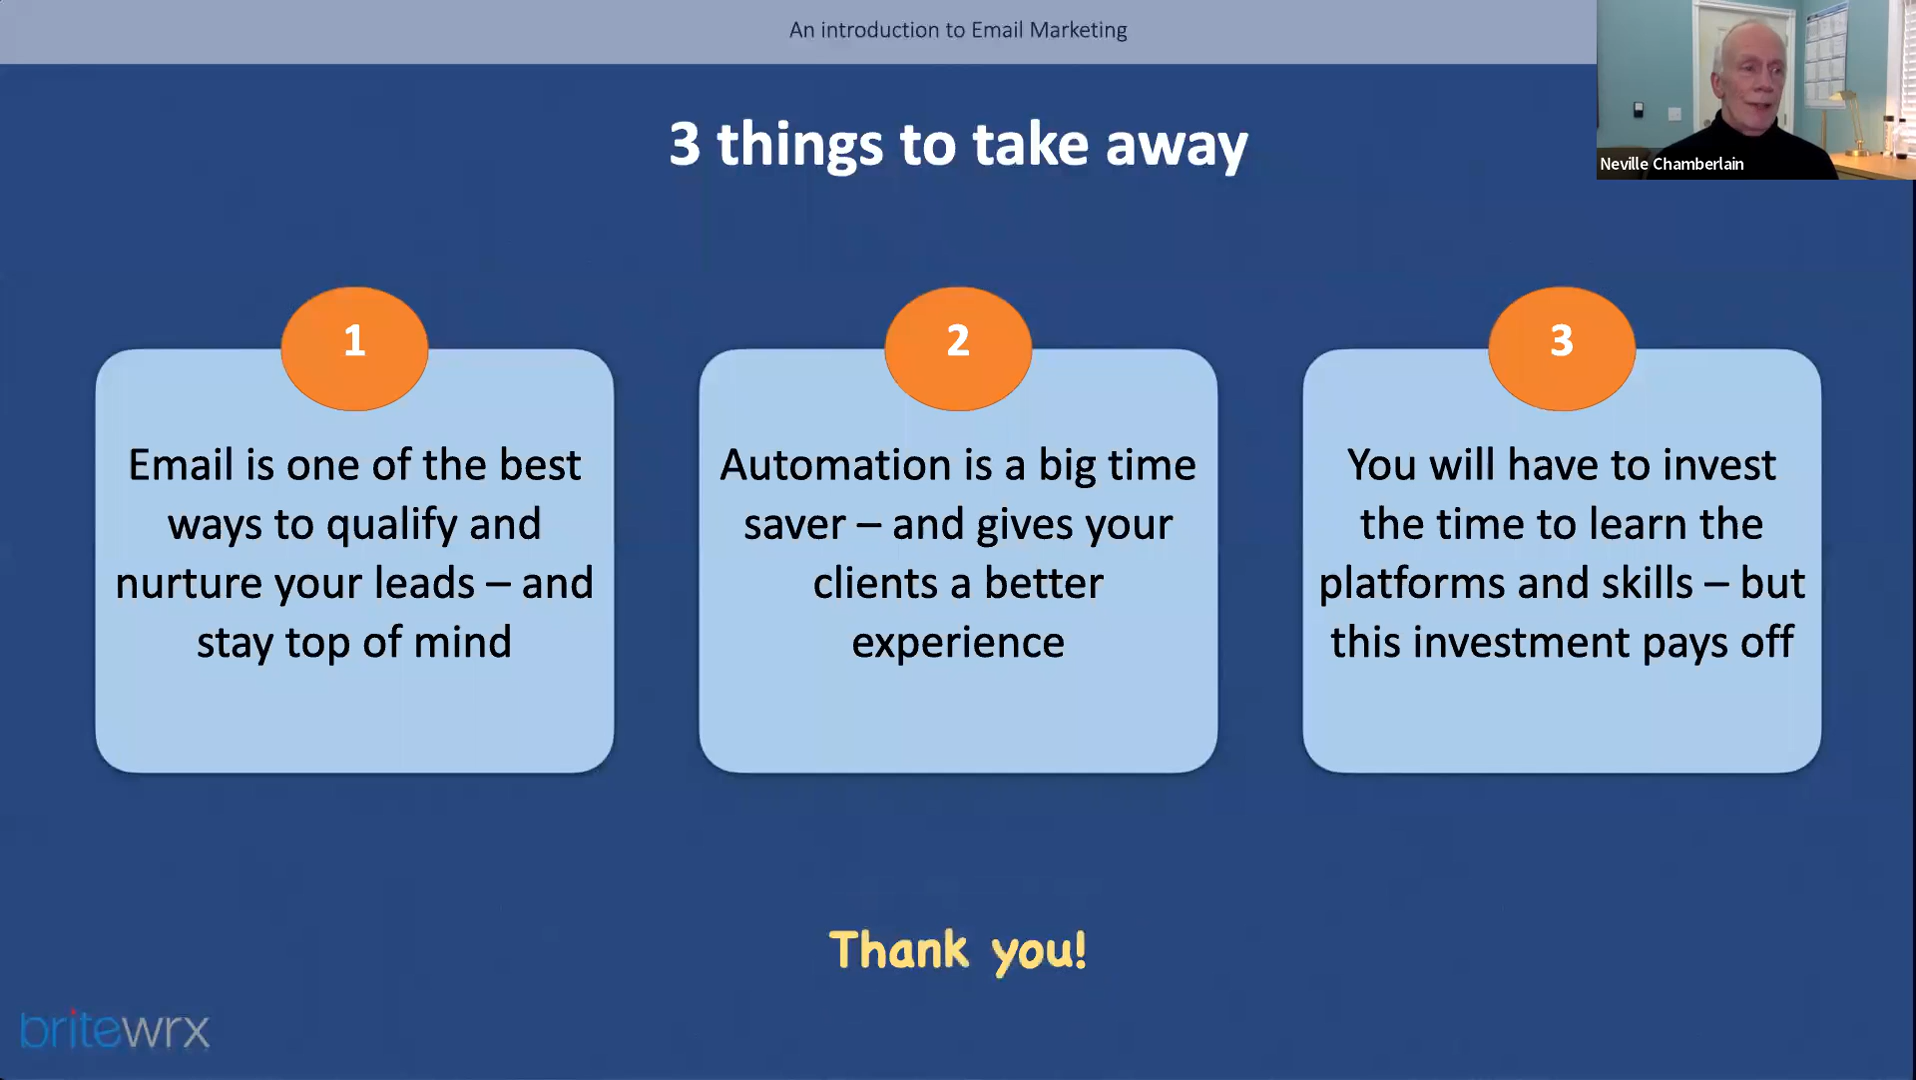 An introduction to Email Marketing
3 things to take away
Neville Chamberlain
1
Email is one of the best
ways to qualify and
nurture your leads – and
stay top of mind
2
Automation is a big time
saver – and gives your
clients a better
experience
3
You will have to invest
the time to learn the
platforms and skills – but
this investment pays off
Thank you!
britewrx